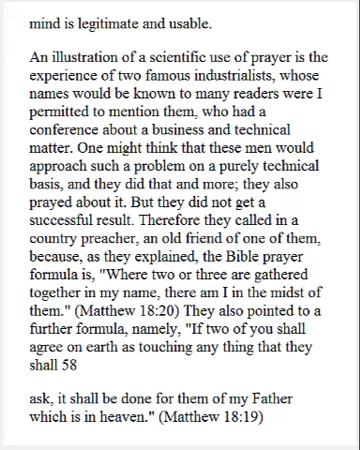 mind is legitimate and usable.
An illustration of a scientific use of prayer is the
experience of two famous industrialists, whose
names would be known to many readers were I
permitted to mention them, who had a
conference about a business and technical
matter. One might think that these men would
approach such a problem on a purely technical
basis, and they did that and more; they also
prayed about it. But they did not get a
successful result. Therefore they called in a
country preacher, an old friend of one of them,
because, as they explained, the Bible prayer
formula is, "Where two or three are gathered
together in my name, there am I in the midst of
them." (Matthew 18:20) They also pointed to a
further formula, namely, "If two of you shall
agree on earth as touching any thing that they
shall 58
ask, it shall be done for them of my Father
which is in heaven." (Matthew 18:19)